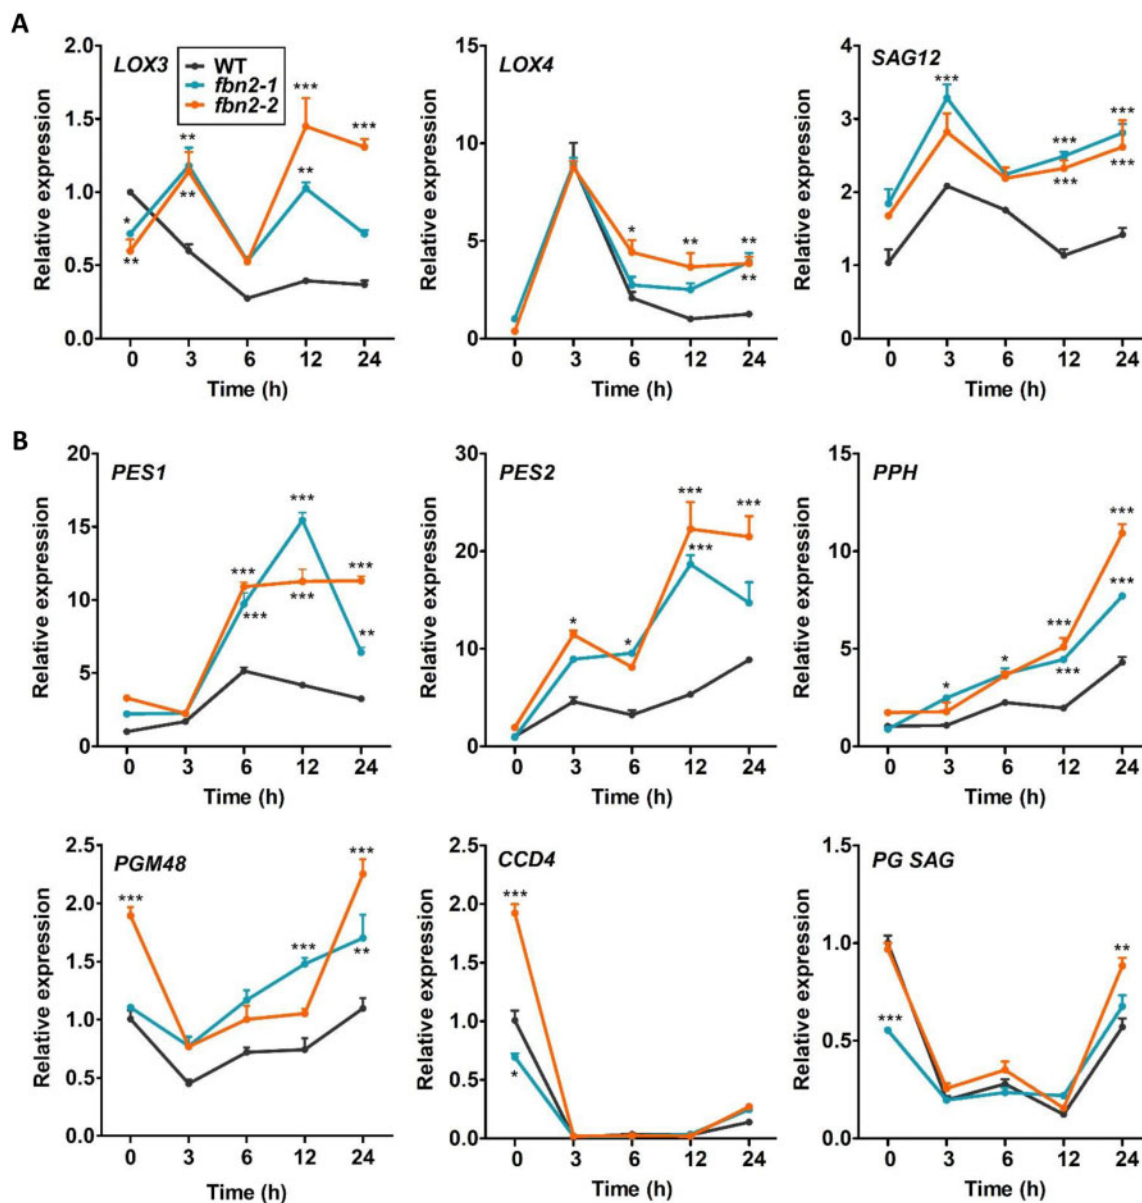 A
LOX3
WT
fbn2-1
fbn2-2
Relative expression
2.0
1.5
1.0
0.5
0.0
*
**
**
**
***
**
***
0 3 6 12 24
Time (h)
LOX4
Relative expression
15
10
5
0
*
**
**
**
0 3 6 12 24
Time (h)
SAG12
Relative expression
4
3
2
1
0
***
***
***
***
***
0 3 6 12 24
Time (h)
B
PES1
Relative expression
20
15
10
5
0
***
***
***
***
***
**
0 3 6 12 24
Time (h)
PES2
Relative expression
30
20
10
0
*
*
***
***
***
0 3 6 12 24
Time (h)
PPH
Relative expression
15
10
5
0
*
*
***
***
***
***
0 3 6 12 24
Time (h)
PGM48
Relative expression
2.5
2.0
1.5
1.0
0.5
0.0
***
***
***
**
0 3 6 12 24
Time (h)
CCD4
Relative expression
2.5
2.0
1.5
1.0
0.5
0.0
***
*
0 3 6 12 24
Time (h)
PG SAG
Relative expression
1.5
1.0
0.5
0.0
***
**
0 3 6 12 24
Time (h)